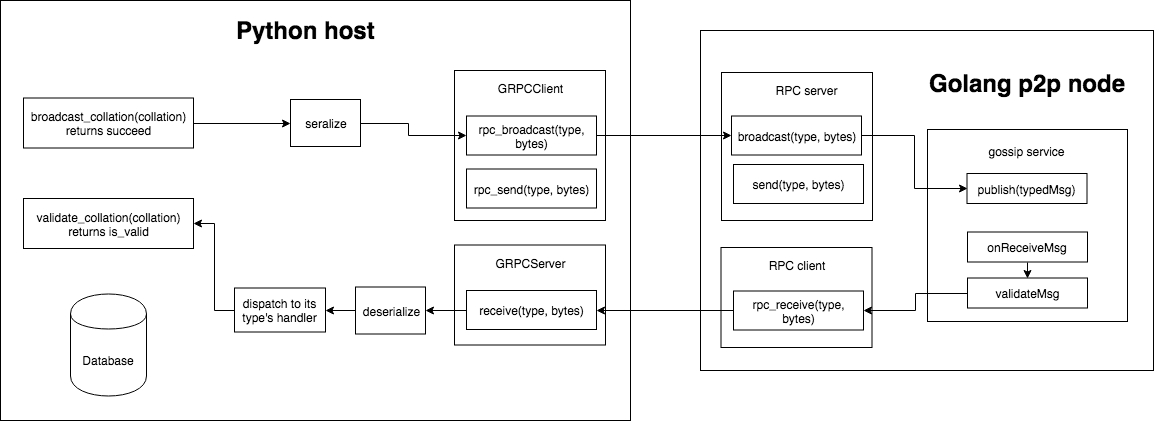 Python host
broadcast_collation(collation)
returns succeed
seralize
GRPCClient
rpc_broadcast(type,
bytes)
rpc_send(type, bytes)
validate_collation(collation)
returns is_valid
dispatch to its
type's handler
deserialize
GRPCServer
receive(type, bytes)
Database
Golang p2p node
RPC server
broadcast(type, bytes)
send(type, bytes)
gossip service
publish(typedMsg)
onReceiveMsg
validateMsg
RPC client
rpc_receive(type,
bytes)